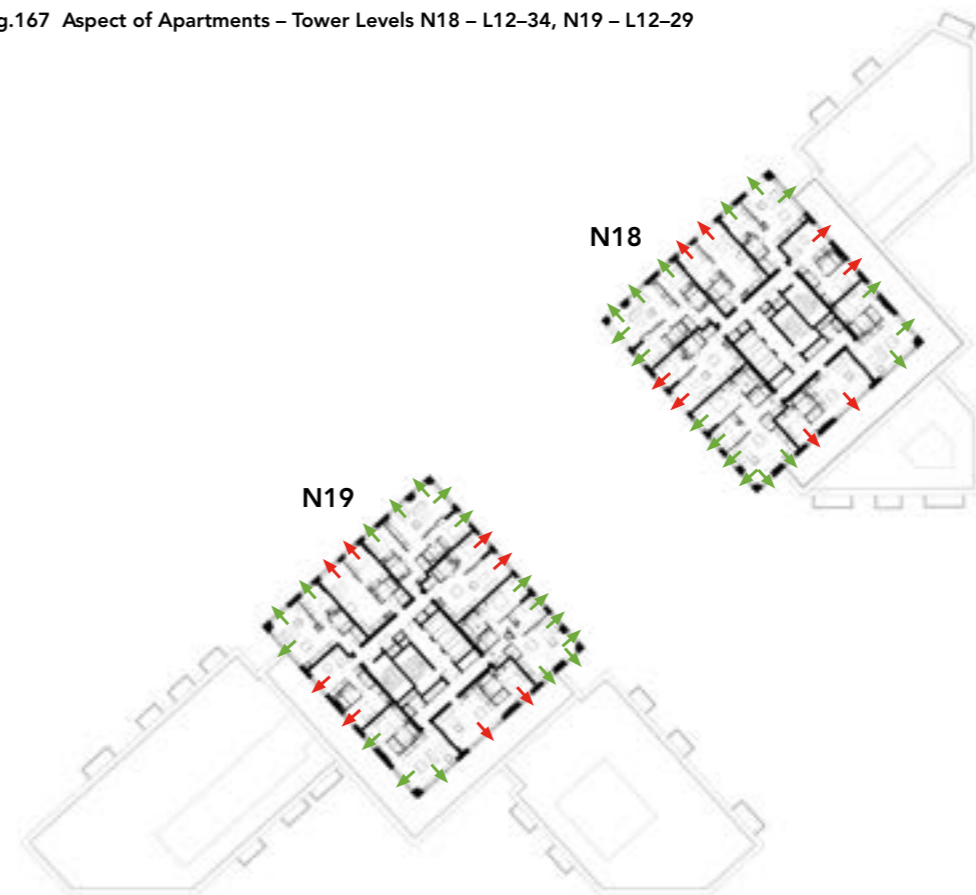 g.167 Aspect of Apartments – Tower Levels N18 – L12–34, N19 – L12–29
N18
N19